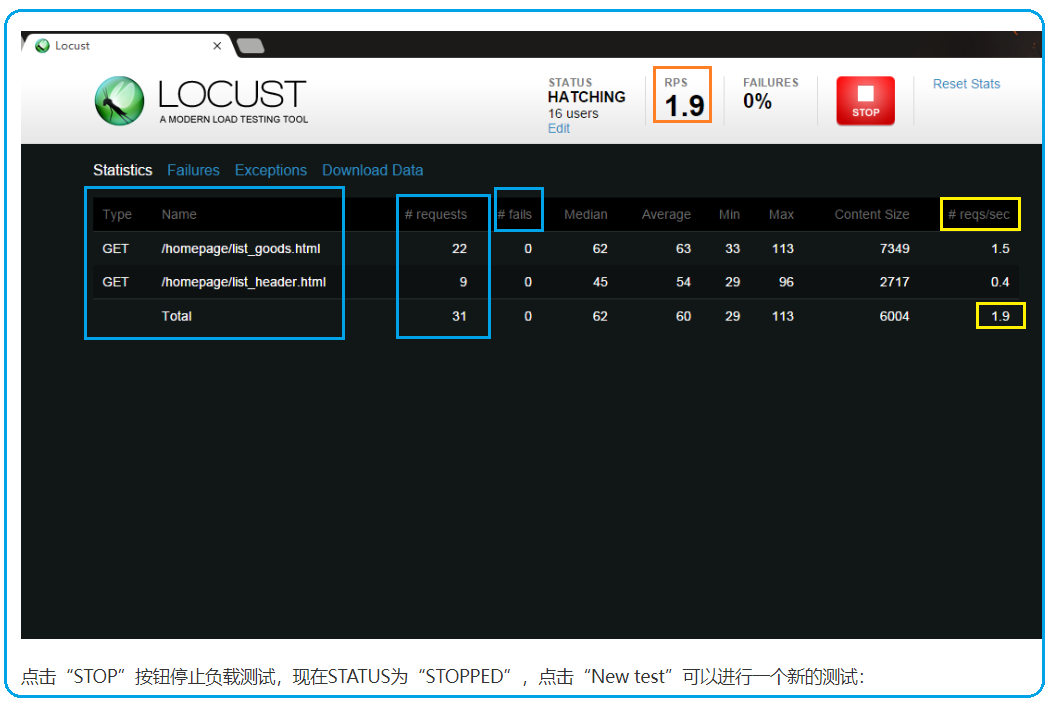 Locust
LOCUST
A MODERN LOAD TESTING TOOL
STATUS
HATCHING
16 users
Edit
RPS
1.9
FAILURES
0%
STOP
Reset Stats
Statistics Failures Exceptions Download Data
Type Name # requests # fails Median Average Min Max Content Size # reqs/sec
GET /homepage/list_goods.html 22 0 62 63 33 113 7349 1.5
GET /homepage/list_header.html 9 0 45 54 29 96 2717 0.4
Total 31 0 62 60 29 113 6004 1.9
点击“STOP”按钮停止负载测试，现在STATUS为“STOPPED”，点击“New test”可以进行一个新的测试：